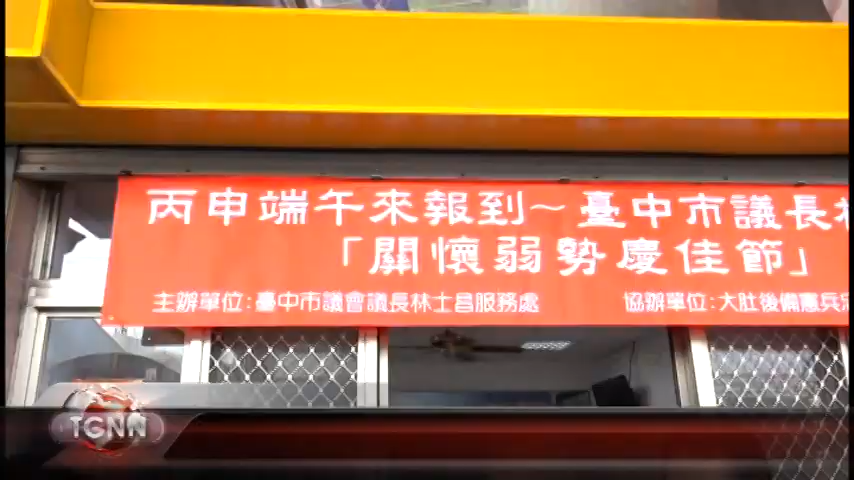 丙申端午來報到~臺中市議長
「關懷弱勢慶佳節」
主辦單位:臺中市議會議長林士昌服務處 協辦單位:大肚後備憲兵
TGNN